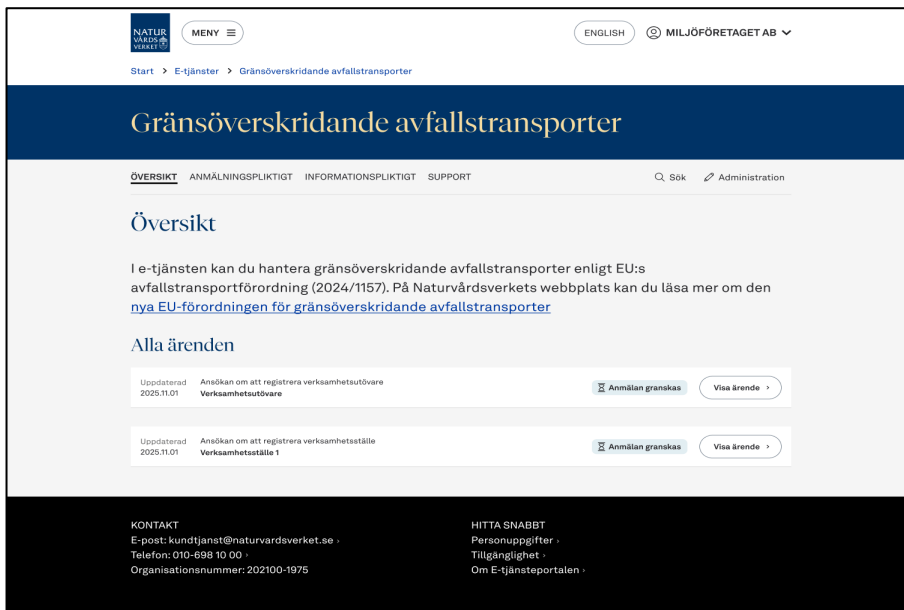 NATUR
VÅRDS
VERKET
MENY
ENGLISH
MILJÖFÖRETAGET AB
Start > E-tjänster > Gränsöverskridande avfallstransporter
Gränsöverskridande avfallstransporter
ÖVERSIKT ANMÄLNINGSPLIKTIGT INFORMATIONSPLIKTIGT SUPPORT
Sök Administration
Översikt
I e-tjänsten kan du hantera gränsöverskridande avfallstransporter enligt EU:s
avfallstransportförordning (2024/1157). På Naturvårdsverkets webbplats kan du läsa mer om den
nya EU-förordningen för gränsöverskridande avfallstransporter
Alla ärenden
Uppdaterad
2025.11.01
Ansökan om att registrera verksamhetsutövare
Verksamhetsutövare
Anmälan granskas
Visa ärende ›
Uppdaterad
2025.11.01
Ansökan om att registrera verksamhetsställe
Verksamhetsställe 1
Anmälan granskas
Visa ärende ›
KONTAKT
E-post: kundtjanst@naturvardsverket.se ›
Telefon: 010-698 10 00 ›
Organisationsnummer: 202100-1975
HITTA SNABBT
Personuppgifter ›
Tillgänglighet ›
Om E-tjänsteportalen ›